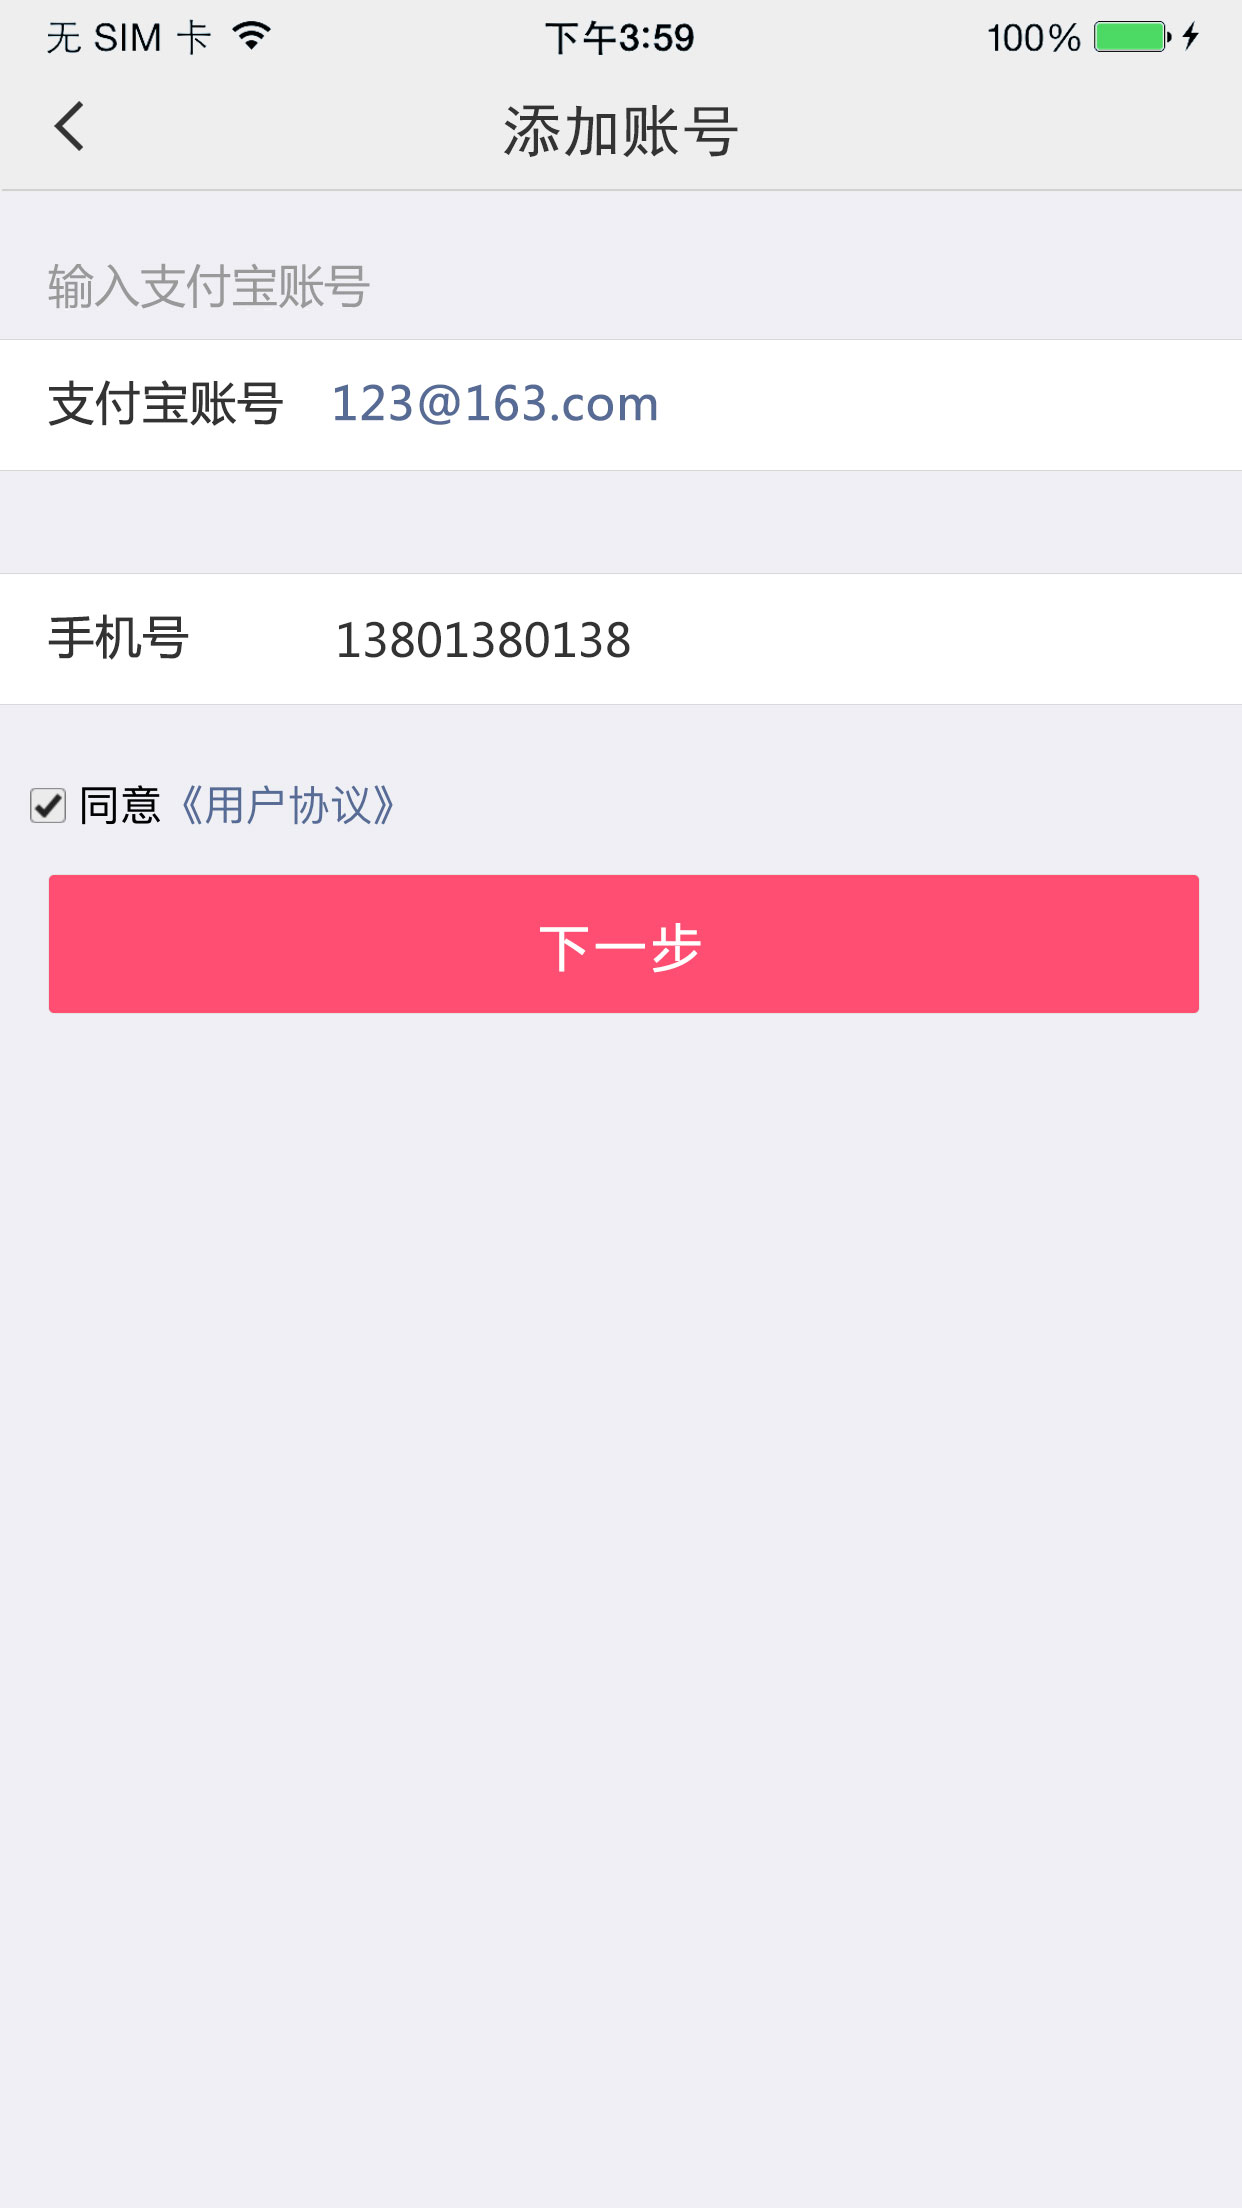 无 SIM 卡 下午3:59 100%
添加账号
输入支付宝账号
支付宝账号 123@163.com
手机号 13801380138
同意《用户协议》
下一步